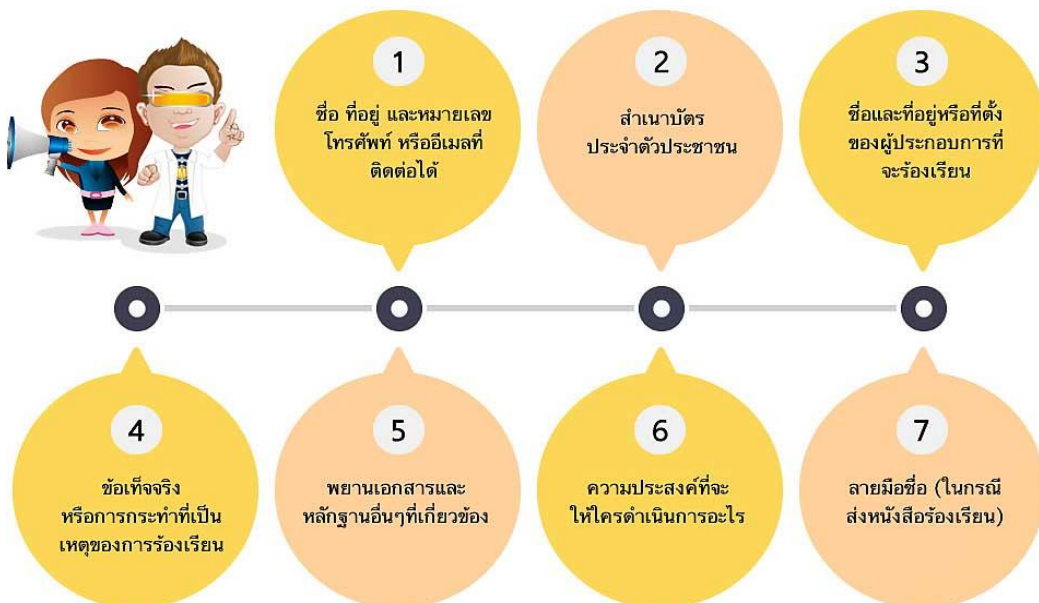 1
ชื่อ ที่อยู่ และหมายเลข
โทรศัพท์ หรืออีเมลที่
ติดต่อได้
2
สำเนาบัตร
ประจำตัวประชาชน
3
ชื่อและที่อยู่หรือที่ตั้ง
ของผู้ประกอบการที่
จะร้องเรียน
4
ข้อเท็จจริง
หรือการกระทำที่เป็น
เหตุของการร้องเรียน
5
พยานเอกสารและ
หลักฐานอื่นๆที่เกี่ยวข้อง
6
ความประสงค์ที่จะ
ให้ใครดำเนินการอะไร
7
ลายมือชื่อ (ในกรณี
ส่งหนังสือร้องเรียน)